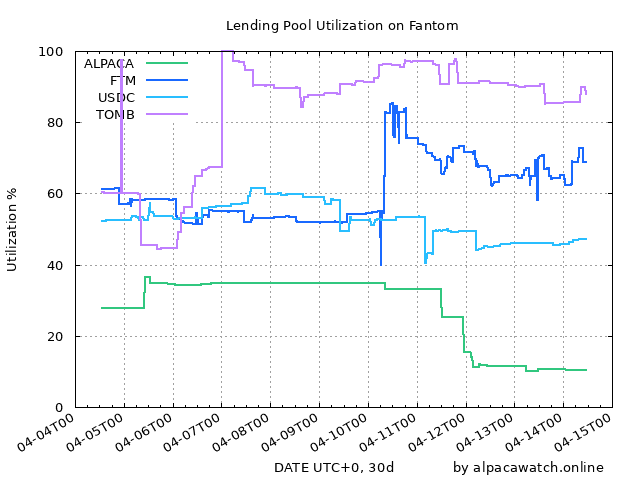 Lending Pool Utilization on Fantom
100
80
60
40
20
0
Utilization %
ALPACA
FTM
USDC
TOMB
04-04T00
04-05T00
04-06T00
04-07T00
04-08T00
04-09T00
04-10T00
04-11T00
04-12T00
04-13T00
04-14T00
04-15T00
DATE UTC+0, 30d
by alpacawatch.online